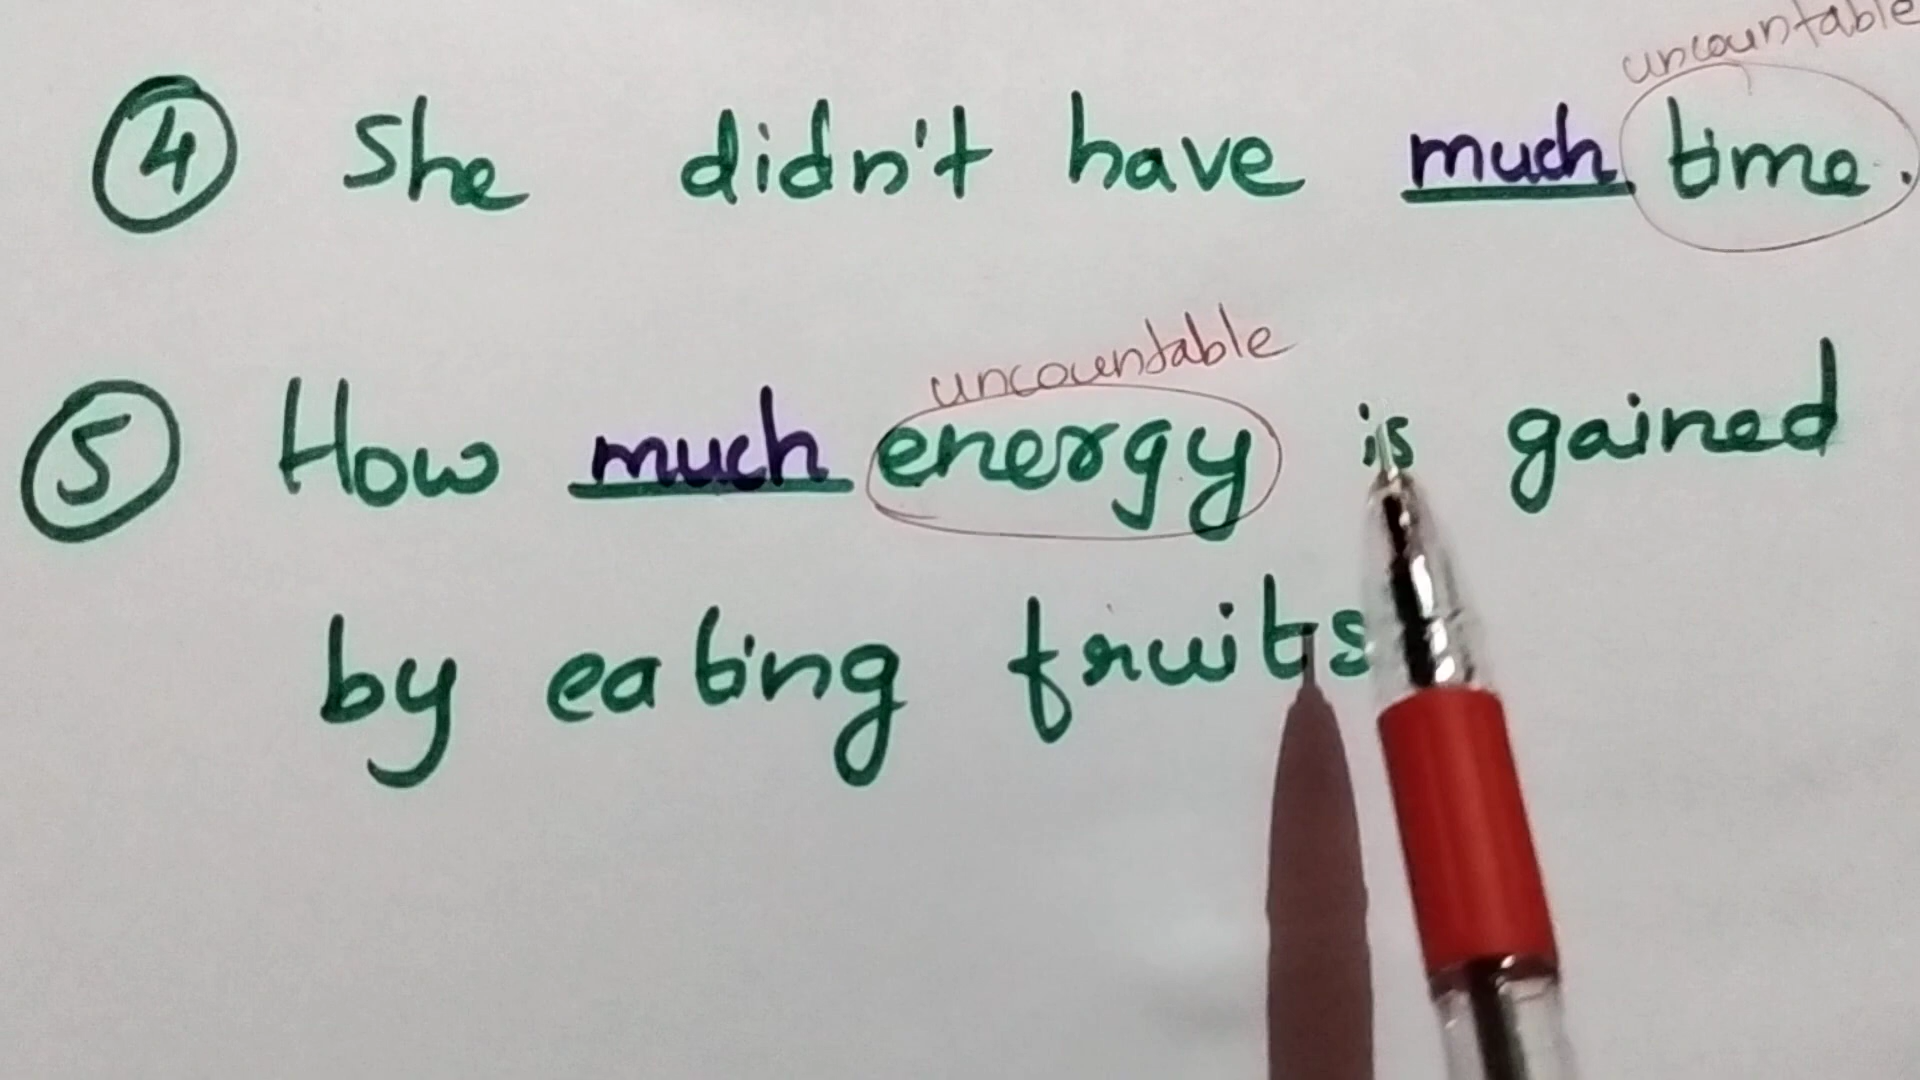 uncountable
4 She didn't have much time.
uncountable
5 How much energy is gained
by eating fruits